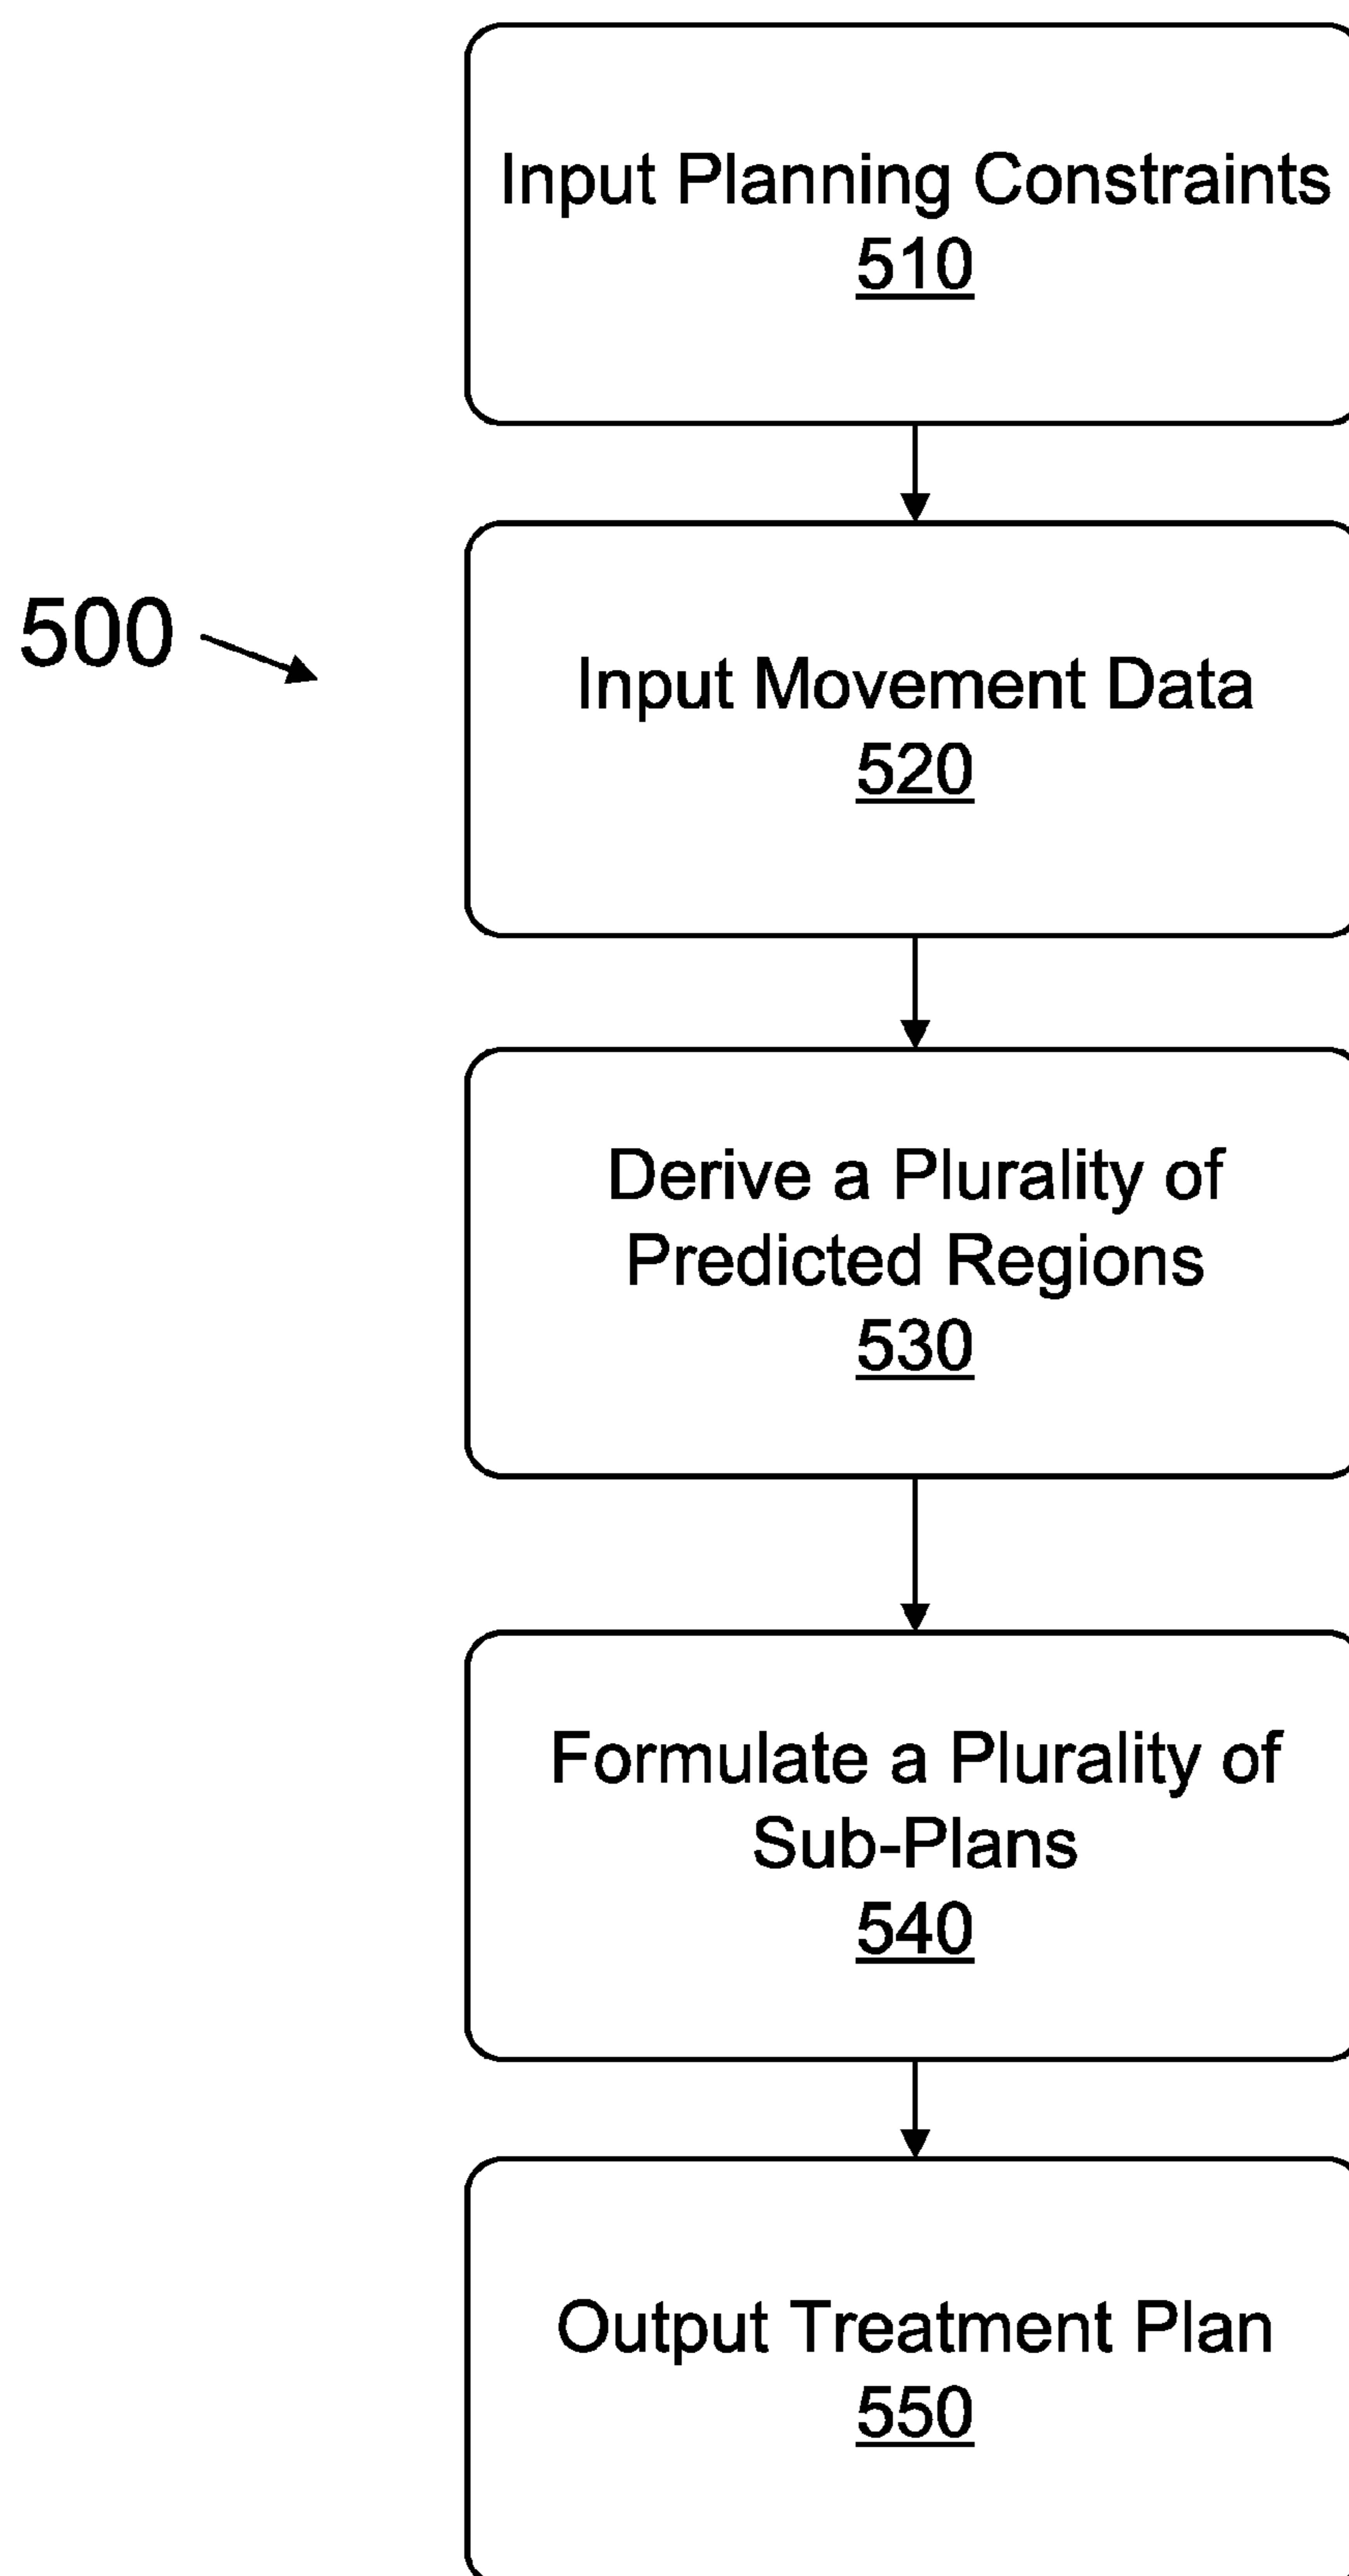 Input Planning Constraints
510
500
Input Movement Data
520
Derive a Plurality of
Predicted Regions
530
Formulate a Plurality of
Sub-Plans
540
Output Treatment Plan
550